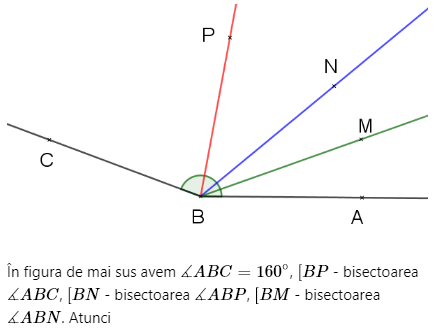 P
N
M
C
B
A
În figura de mai sus avem ∡ABC = 160°, [BP - bisectoarea
∡ABC, [BN - bisectoarea ∡ABP, [BM - bisectoarea
∡ABN. Atunci